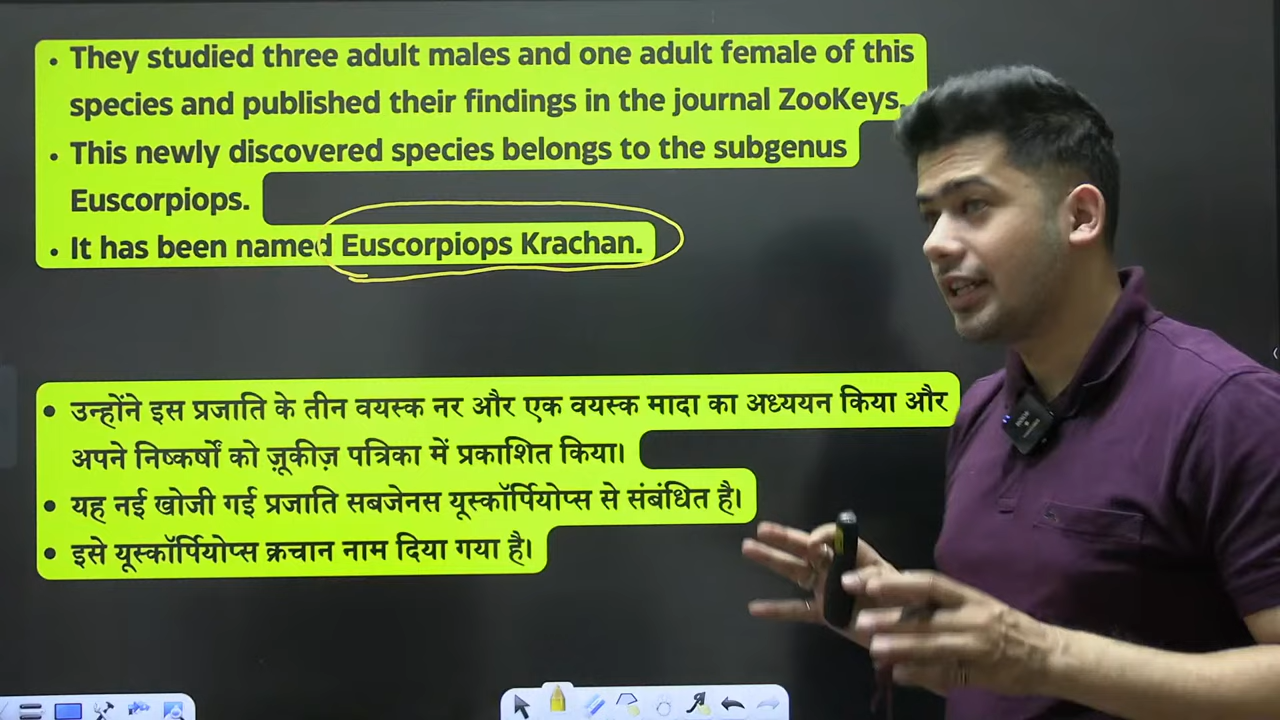 • They studied three adult males and one adult female of this
species and published their findings in the journal ZooKeys.
• This newly discovered species belongs to the subgenus
Euscorpiops.
• It has been named Euscorpiops Krachan.
• उन्होंने इस प्रजाति के तीन वयस्क नर और एक वयस्क मादा का अध्ययन किया और
अपने निष्कर्षों को ज़ूकीज़ पत्रिका में प्रकाशित किया।
• यह नई खोजी गई प्रजाति सबजेनस यूस्कॉर्पियोप्स से संबंधित है।
• इसे यूस्कॉर्पियोप्स क्रचान नाम दिया गया है।